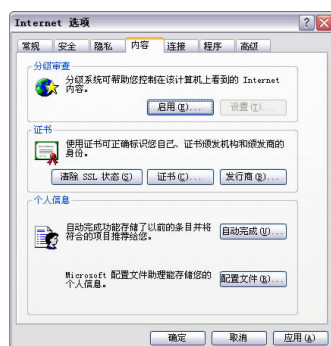 Internet 选项
常规 安全 隐私 内容 连接 程序 高级
分级审查
分级系统可帮助您控制在该计算机上看到的 Internet
内容。
启用(E)... 设置(T)...
证书
使用证书可正确标识您自己、证书颁发机构和颁发商的
身份。
清除 SSL 状态(S) 证书(C)... 发行商(B)...
个人信息
自动完成功能存储了以前的条目并将
符合的项目推荐给您。
自动完成(U)...
Microsoft 配置文件助理能存储您的
个人信息。
配置文件(R)...
确定 取消 应用(A)